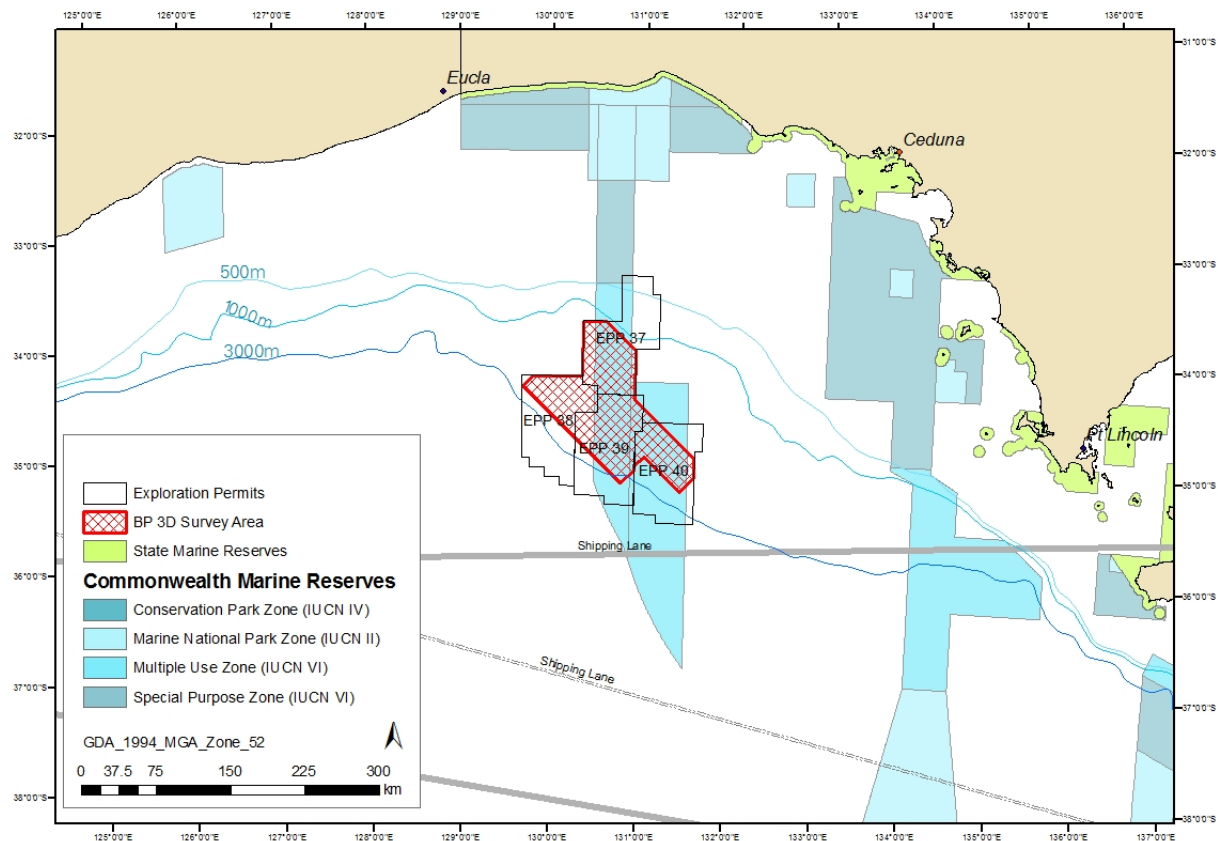 125°0'0"E 126°0'0"E 127°0'0"E 128°0'0"E 129°0'0"E 130°0'0"E 131°0'0"E 132°0'0"E 133°0'0"E 134°0'0"E 135°0'0"E 136°0'0"E 137°0'0"E
31°0'0"S
Eucla
32°0'0"S
32°0'0"S
Ceduna
33°0'0"S
33°0'0"S
500m
1000m
EPP 37
3000m
34°0'0"S
34°0'0"S
EPP 38
Pt Lincoln
EPP 39
EPP 40
35°0'0"S
35°0'0"S
Exploration Permits
BP 3D Survey Area
State Marine Reserves
Shipping Lane
36°0'0"S
36°0'0"S
Commonwealth Marine Reserves
Conservation Park Zone (IUCN IV)
Marine National Park Zone (IUCN II)
Multiple Use Zone (IUCN VI)
Special Purpose Zone (IUCN VI)
Shipping Lane
37°0'0"S
37°0'0"S
GDA_1994_MGA_Zone_52
0 37.5 75 150 225 300
km
38°0'0"S
38°0'0"S
125°0'0"E 126°0'0"E 127°0'0"E 128°0'0"E 129°0'0"E 130°0'0"E 131°0'0"E 132°0'0"E 133°0'0"E 134°0'0"E 135°0'0"E 136°0'0"E 137°0'0"E